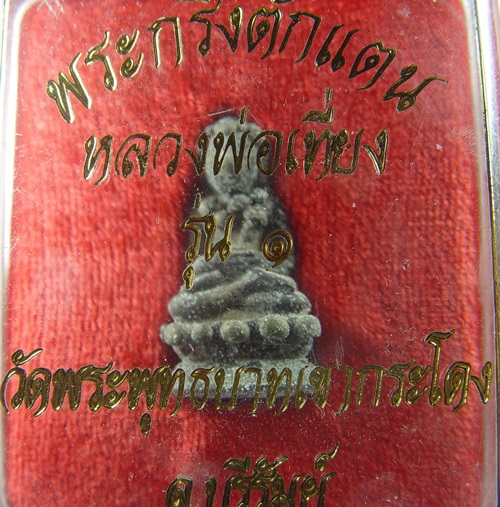 พระกริ่งตั๊กแตน
หลวงพ่อเที่ยง
รุ่น ๑
วัดพระพุทธบาทเขากระโดง
จ.บุรีรัมย์